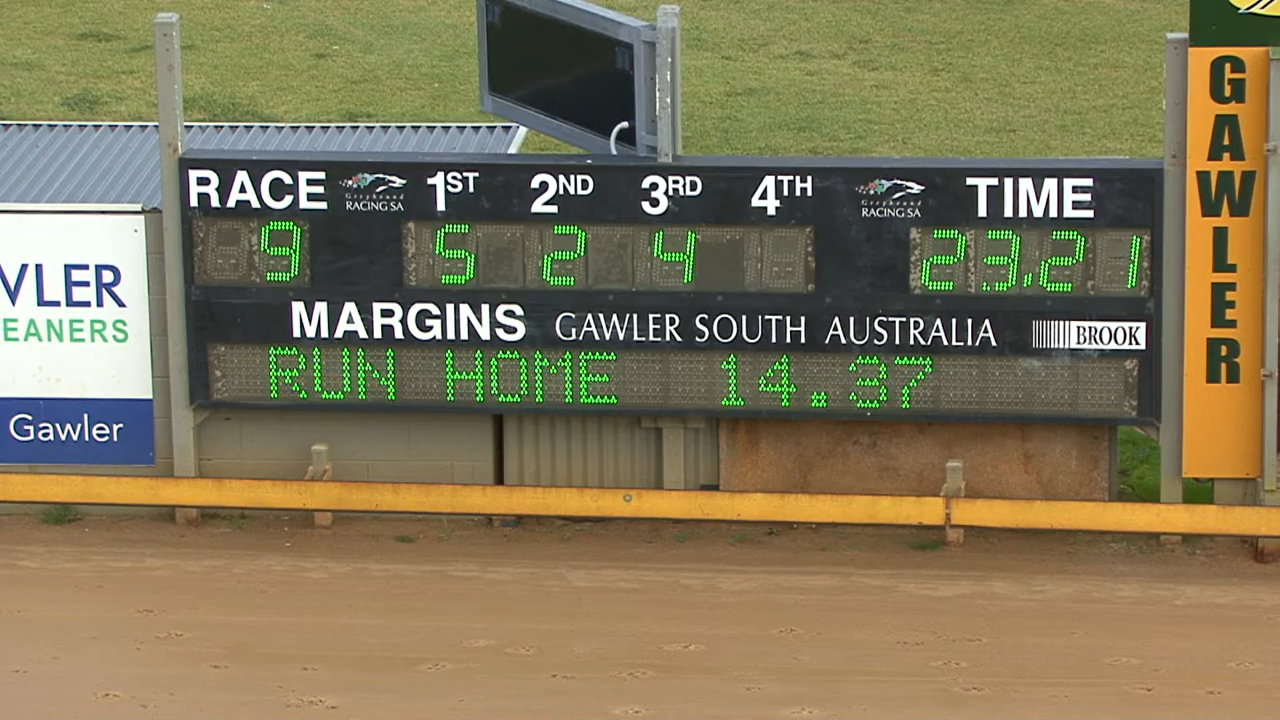 RACE 1ST 2ND 3RD 4TH TIME
Greyhound RACING SA
Greyhound RACING SA
9 5 2 4 23.21
MARGINS GAWLER SOUTH AUSTRALIA BROOK
RUN HOME 14.37
WLER
EANERS
Gawler
GAWLER